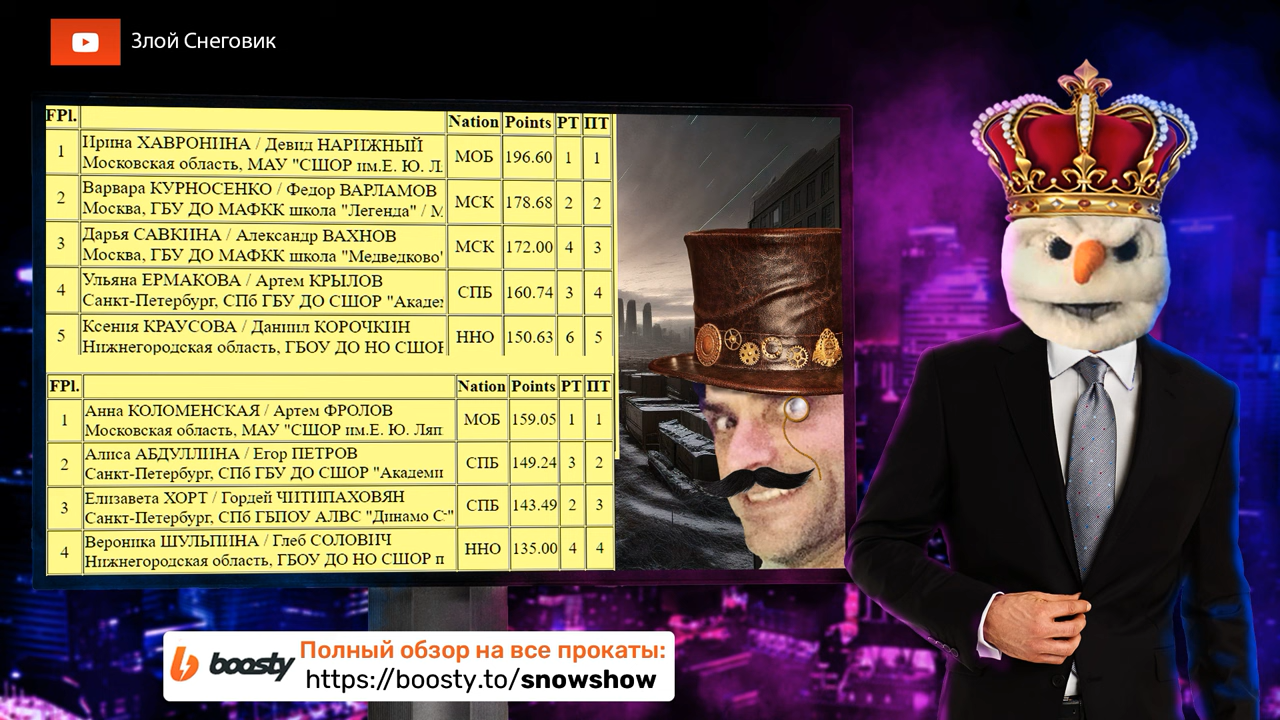 Злой Снеговик
FPl. Nation Points РТ ПТ
1 Ирина ХАВРОНИНА / Девид НАРИЖНЫЙ МОБ 196.60 1 1
Московская область, МАУ "СШОР им.Е. Ю. Л
2 Варвара КУРНОСЕНКО / Федор ВАРЛАМОВ МСК 178.68 2 2
Москва, ГБУ ДО МАФКК школа "Легенда" / М
3 Дарья САВКИНА / Александр ВАХНОВ МСК 172.00 4 3
Москва, ГБУ ДО МАФКК школа "Медведково"
4 Ульяна ЕРМАКОВА / Артем КРЫЛОВ СПБ 160.74 3 4
Санкт-Петербург, СПб ГБУ ДО СШОР "Академ
5 Ксения КРАУСОВА / Даниил КОРОЧКИН ННО 150.63 6 5
Нижнегородская область, ГБОУ ДО НО СШОР
FPl. Nation Points РТ ПТ
1 Анна КОЛОМЕНСКАЯ / Артем ФРОЛОВ МОБ 159.05 1 1
Московская область, МАУ "СШОР им.Е. Ю. Ляп
2 Алиса АБДУЛЛИНА / Егор ПЕТРОВ СПБ 149.24 3 2
Санкт-Петербург, СПб ГБУ ДО СШОР "Академи
3 Елизавета ХОРТ / Гордей ЧИТИПАХОВЯН СПБ 143.49 2 3
Санкт-Петербург, СПб ГБПОУ АЛВС "Динамо С
4 Вероника ШУЛЬПИНА / Глеб СОЛОВИЧ ННО 135.00 4 4
Нижнегородская область, ГБОУ ДО НО СШОР п
boosty
Полный обзор на все прокаты:
https://boosty.to/snowshow